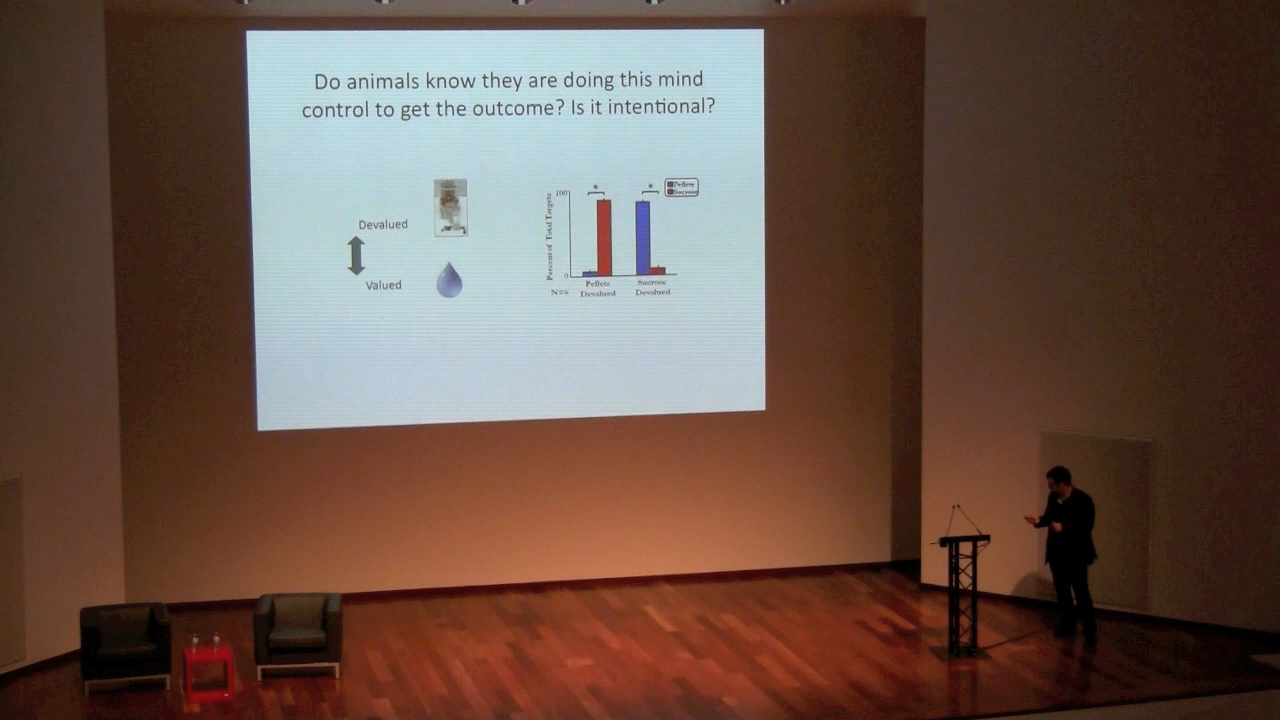 Do animals know they are doing this mind
control to get the outcome? Is it intentional?
Devalued
Valued
Percent of Total Targets
100
0
*
*
Pellets
Sucrose
Pellets
Devalued
Sucrose
Devalued
N=6